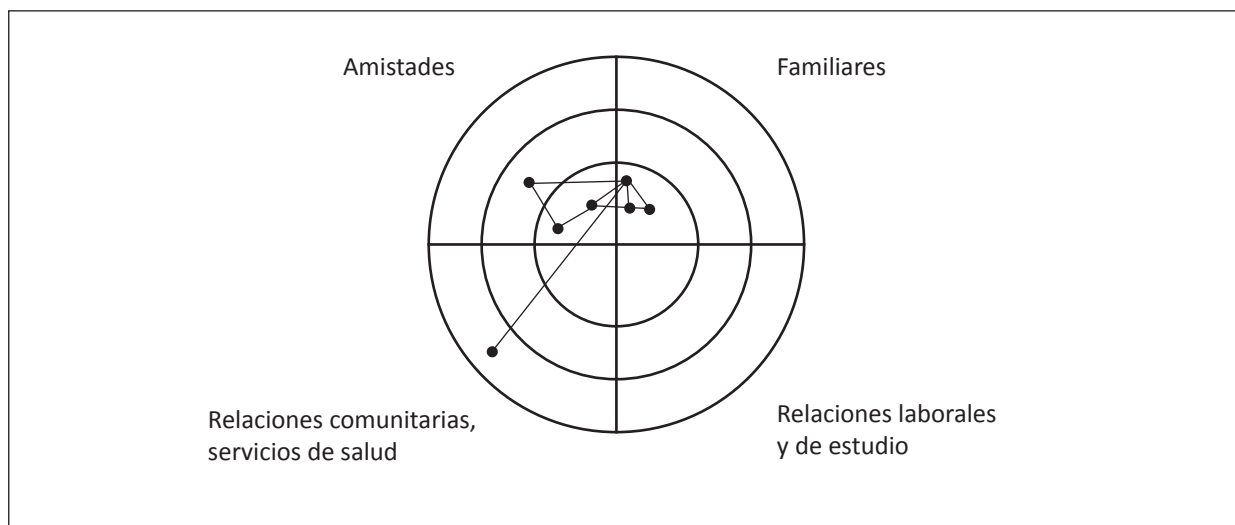 Amistades
Familiares
Relaciones comunitarias,
servicios de salud
Relaciones laborales
y de estudio